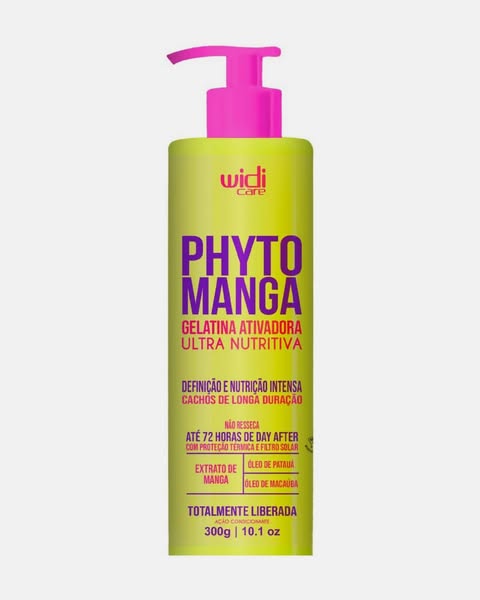 widi
care
PHYTO
MANGA
GELATINA ATIVADORA
ULTRA NUTRITIVA
DEFINIÇÃO E NUTRIÇÃO INTENSA
CACHOS DE LONGA DURAÇÃO
NÃO RESSECA
ATÉ 72 HORAS DE DAY AFTER
COM PROTEÇÃO TÉRMICA E FILTRO SOLAR
EXTRATO DE
MANGA
ÓLEO DE PATAUÁ
ÓLEO DE MACAÚBA
TOTALMENTE LIBERADA
AÇÃO CONDICIONANTE
300g | 10.1 oz